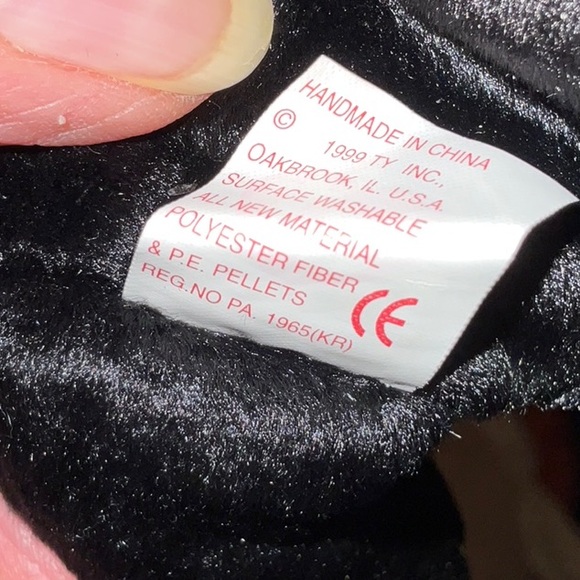 HANDMADE IN CHINA
© 1999 TY INC.,
OAKBROOK, IL. U.S.A.
SURFACE WASHABLE
ALL NEW MATERIAL
POLYESTER FIBER
& P.E. PELLETS
REG.NO PA. 1965(KR)
CE